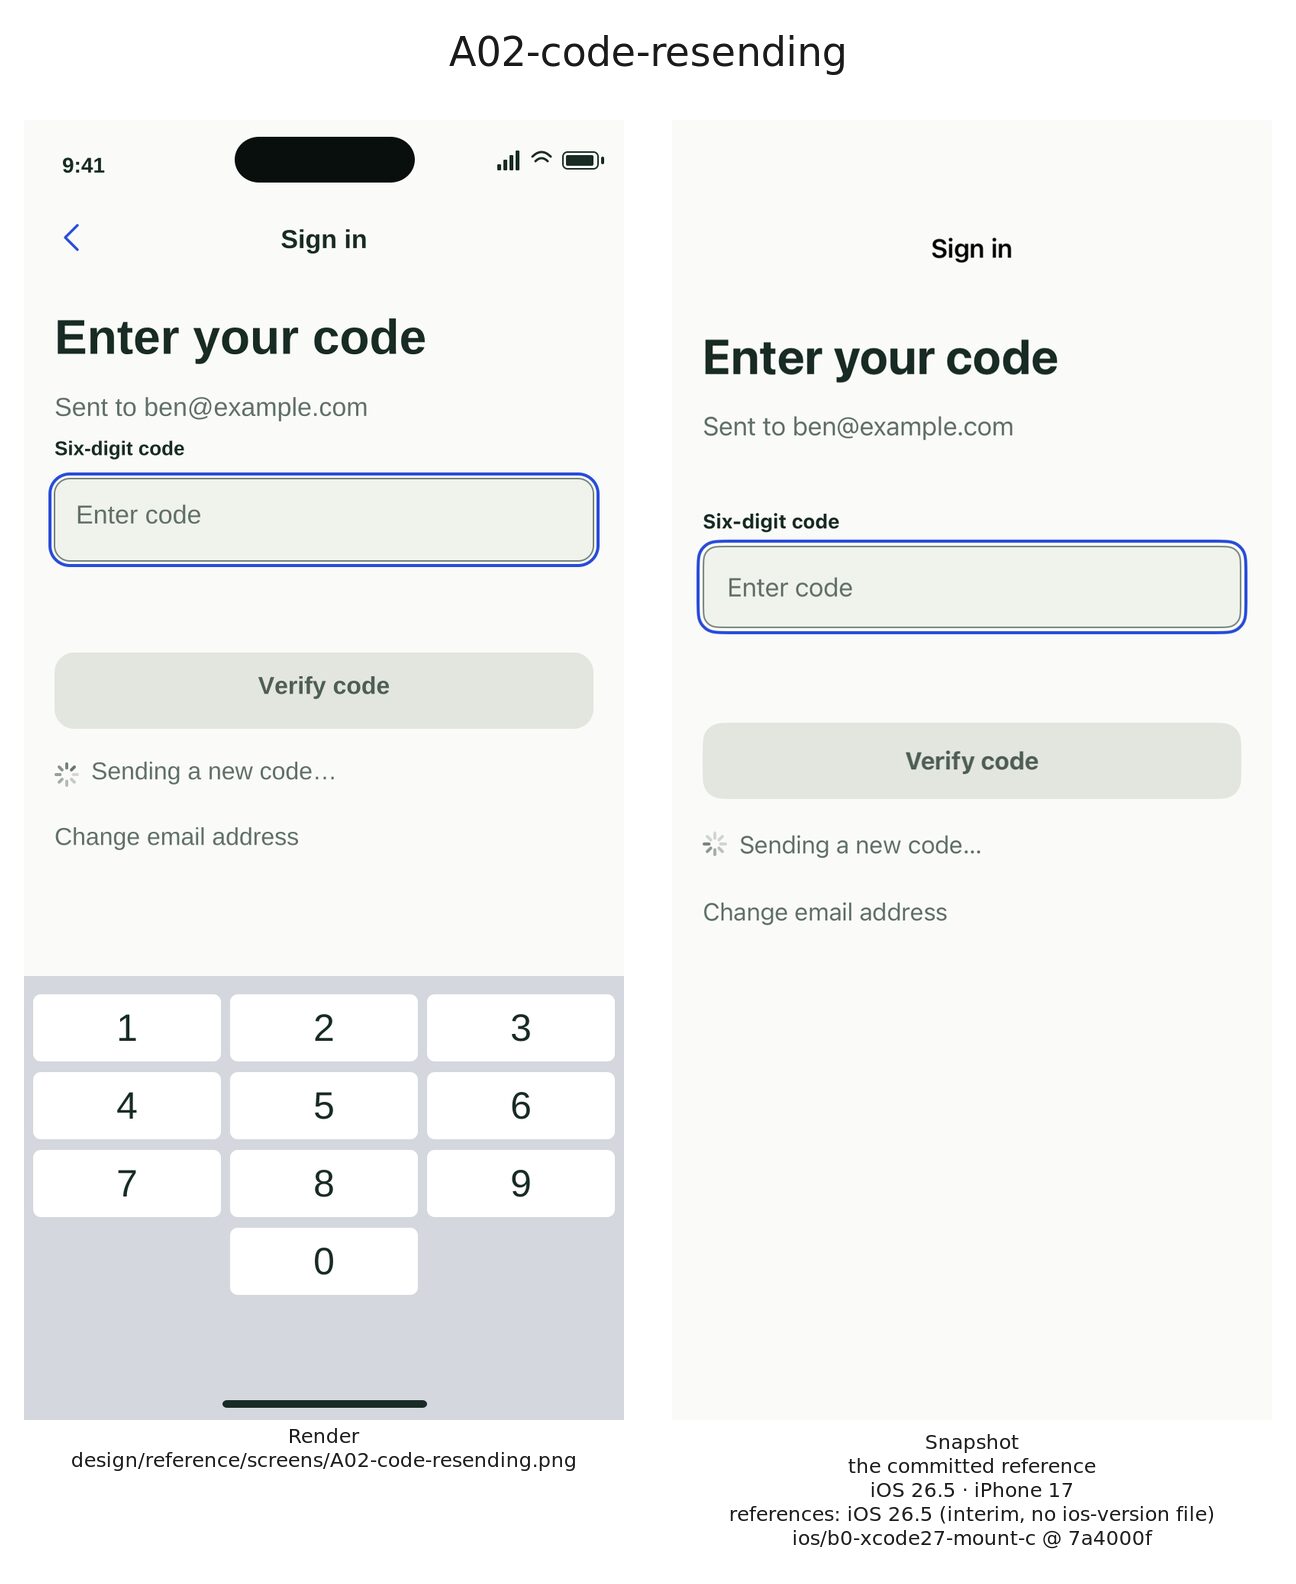 A02-code-resending
9:41
Sign in
Enter your code
Sent to ben@example.com
Six-digit code
Enter code
Verify code
Sending a new code…
Change email address
1 2 3
4 5 6
7 8 9
0
Render
design/reference/screens/A02-code-resending.png
Sign in
Enter your code
Sent to ben@example.com
Six-digit code
Enter code
Verify code
Sending a new code...
Change email address
Snapshot
the committed reference
iOS 26.5 · iPhone 17
references: iOS 26.5 (interim, no ios-version file)
ios/b0-xcode27-mount-c @ 7a4000f